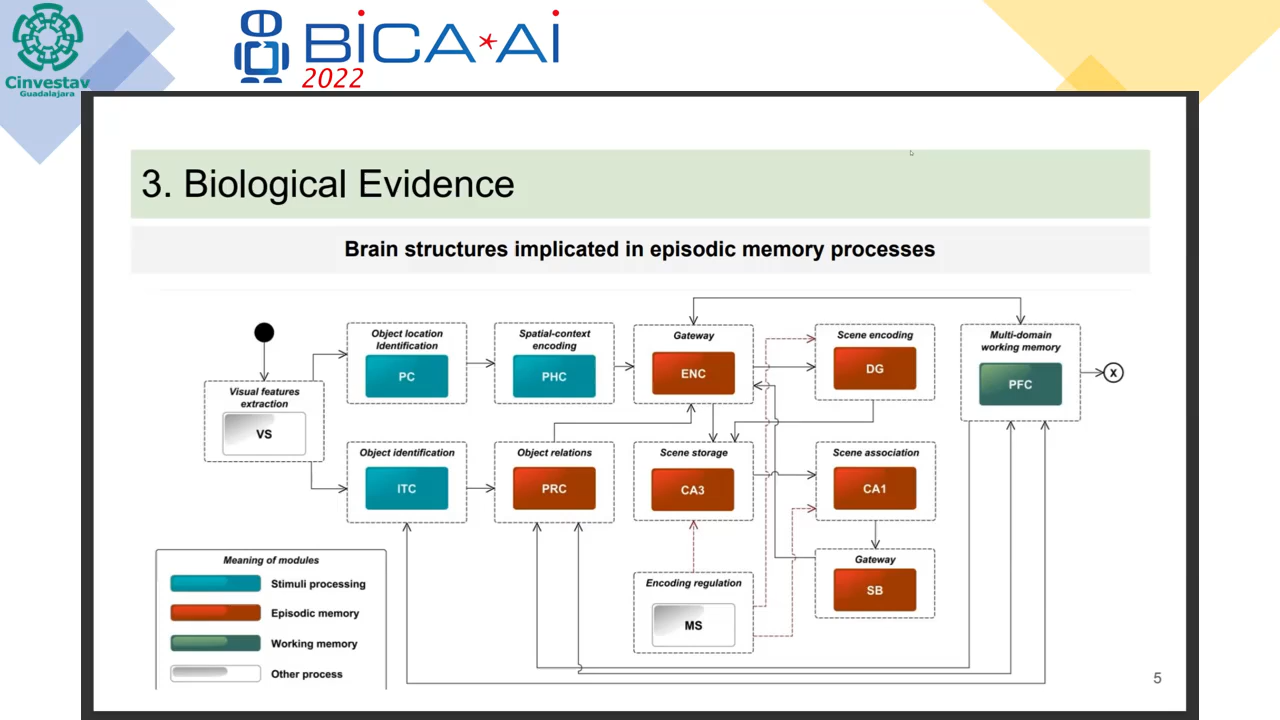 Cinvestav
Guadalajara
BiCA*Ai
2022
3. Biological Evidence
Brain structures implicated in episodic memory processes
Visual features
extraction
VS
Object location
Identification
PC
Spatial-context
encoding
PHC
Gateway
ENC
Scene encoding
DG
Multi-domain
working memory
PFC
X
Object identification
ITC
Object relations
PRC
Scene storage
CA3
Scene association
CA1
Gateway
SB
Encoding regulation
MS
Meaning of modules
Stimuli processing
Episodic memory
Working memory
Other process
5